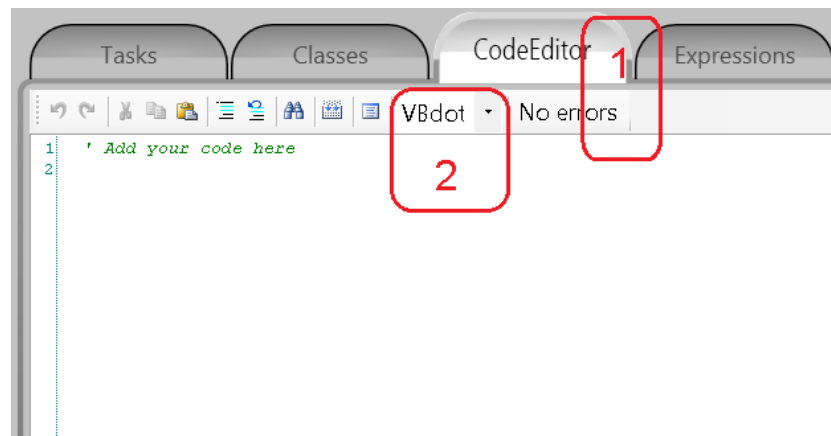 Tasks Classes CodeEditor 1 Expressions
VBdot No errors
1 ' Add your code here
2
2